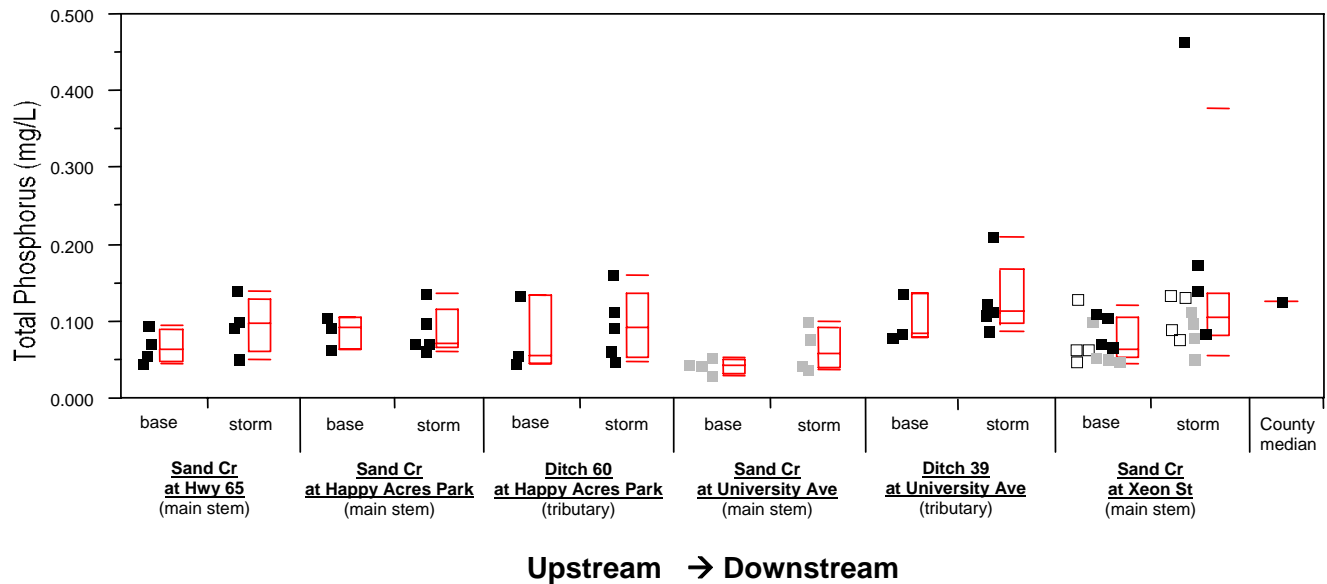 Total Phosphorus (mg/L)
0.500
0.400
0.300
0.200
0.100
0.000
base storm base storm base storm base storm base storm base storm County
median
Sand Cr
at Hwy 65
(main stem)
Sand Cr
at Happy Acres Park
(main stem)
Ditch 60
at Happy Acres Park
(tributary)
Sand Cr
at University Ave
(main stem)
Ditch 39
at University Ave
(tributary)
Sand Cr
at Xeon St
(main stem)
Upstream → Downstream